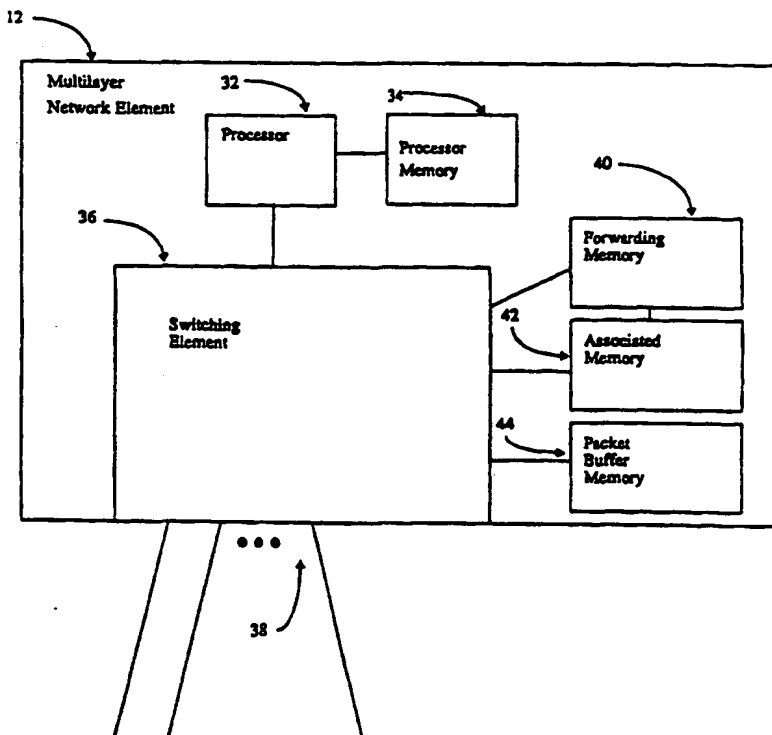 12
Multilayer
Network Element
32
34
Processor
Processor
Memory
40
36
Forwarding
Memory
Switching
Element
42
Associated
Memory
44
Packet
Buffer
Memory
38